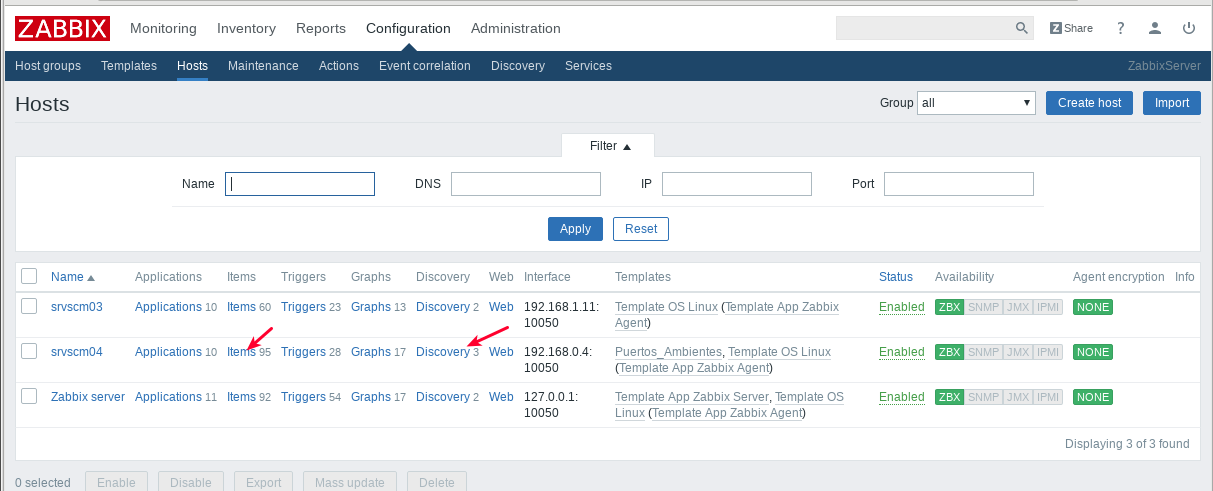 ZABBIX Monitoring Inventory Reports Configuration Administration Z Share ?
Host groups Templates Hosts Maintenance Actions Event correlation Discovery Services ZabbixServer
Hosts Group all Create host Import
Filter
Name DNS IP Port
Apply Reset
Name Applications Items Triggers Graphs Discovery Web Interface Templates Status Availability Agent encryption Info
srvscm03 Applications 10 Items 60 Triggers 23 Graphs 13 Discovery 2 Web 192.168.1.11: Template OS Linux (Template App Zabbix Enabled ZBX SNMP JMX IPMI NONE
10050 Agent)
srvscm04 Applications 10 Items 95 Triggers 28 Graphs 17 Discovery 3 Web 192.168.0.4: Puertos_Ambientes, Template OS Linux Enabled ZBX SNMP JMX IPMI NONE
10050 (Template App Zabbix Agent)
Zabbix server Applications 11 Items 92 Triggers 54 Graphs 17 Discovery 2 Web 127.0.0.1: Template App Zabbix Server, Template OS Enabled ZBX SNMP JMX IPMI NONE
10050 Linux (Template App Zabbix Agent)
Displaying 3 of 3 found
0 selected Enable Disable Export Mass update Delete